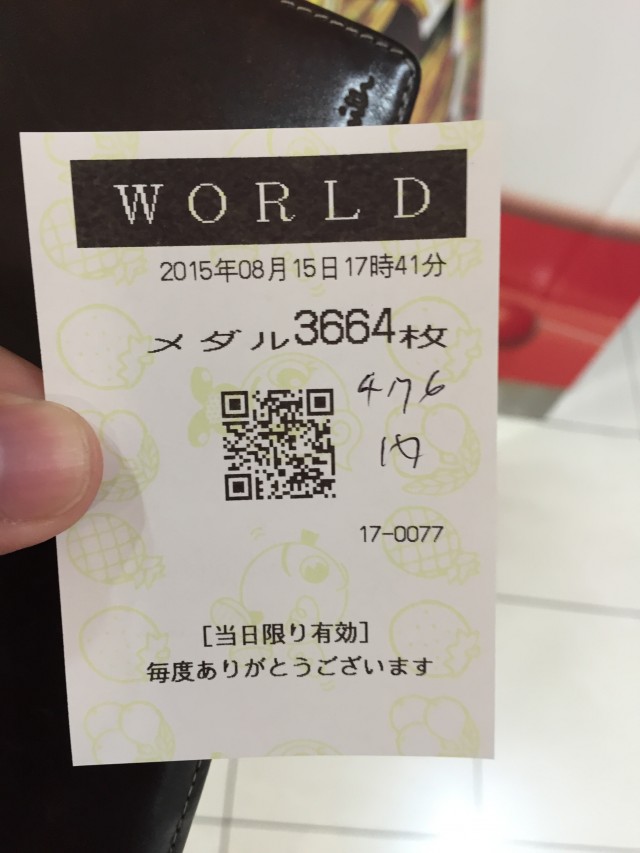 WORLD
2015年08月15日17時41分
メダル3664枚
476
17-0077
[当日限り有効]
毎度ありがとうございます